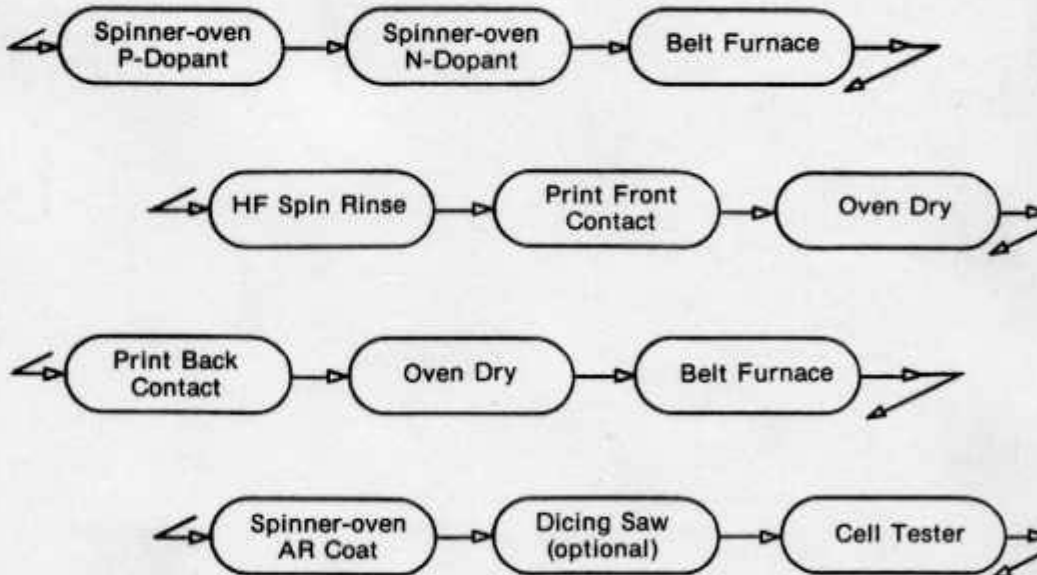 Spinner-oven
P-Dopant
Spinner-oven
N-Dopant
Belt Furnace
HF Spin Rinse
Print Front
Contact
Oven Dry
Print Back
Contact
Oven Dry
Belt Furnace
Spinner-oven
AR Coat
Dicing Saw
(optional)
Cell Tester